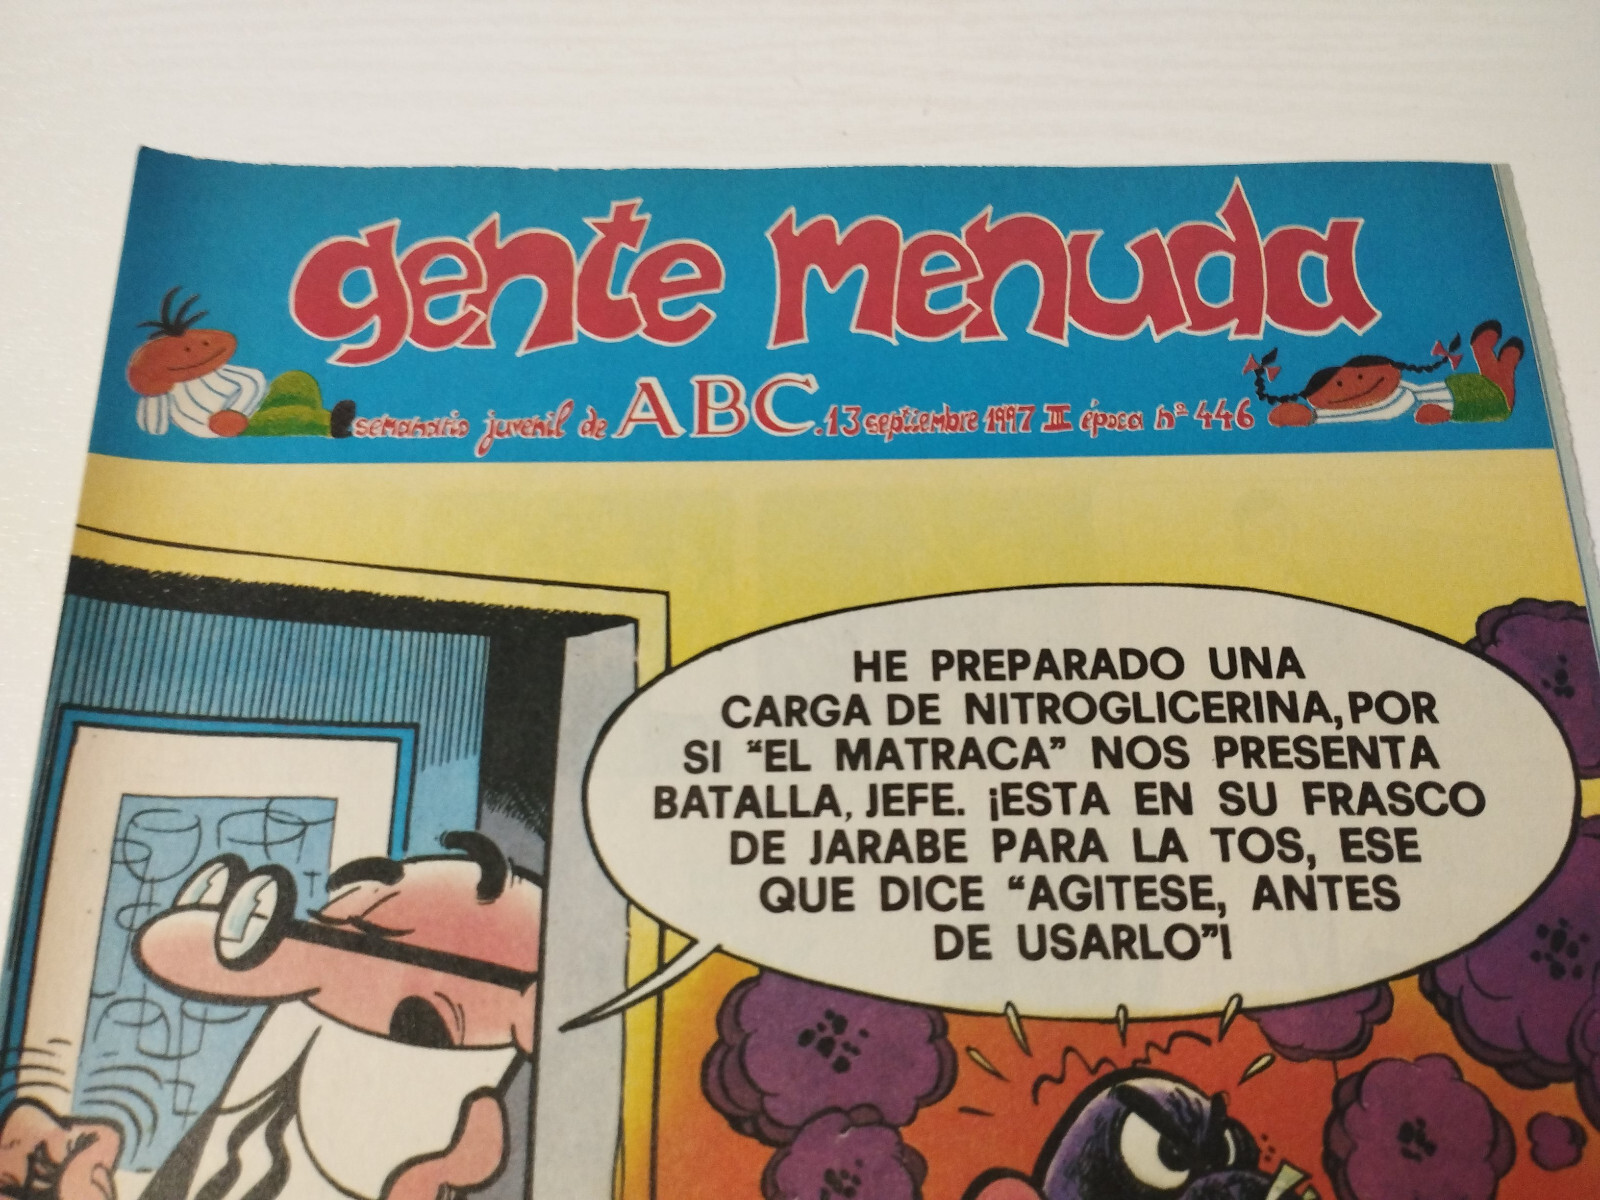 gente menuda
semanario juvenil de ABC. 13 septiembre 1997 III época nº 446
HE PREPARADO UNA
CARGA DE NITROGLICERINA, POR
SI "EL MATRACA" NOS PRESENTA
BATALLA, JEFE. ¡ESTA EN SU FRASCO
DE JARABE PARA LA TOS, ESE
QUE DICE "AGITESE, ANTES
DE USARLO"!